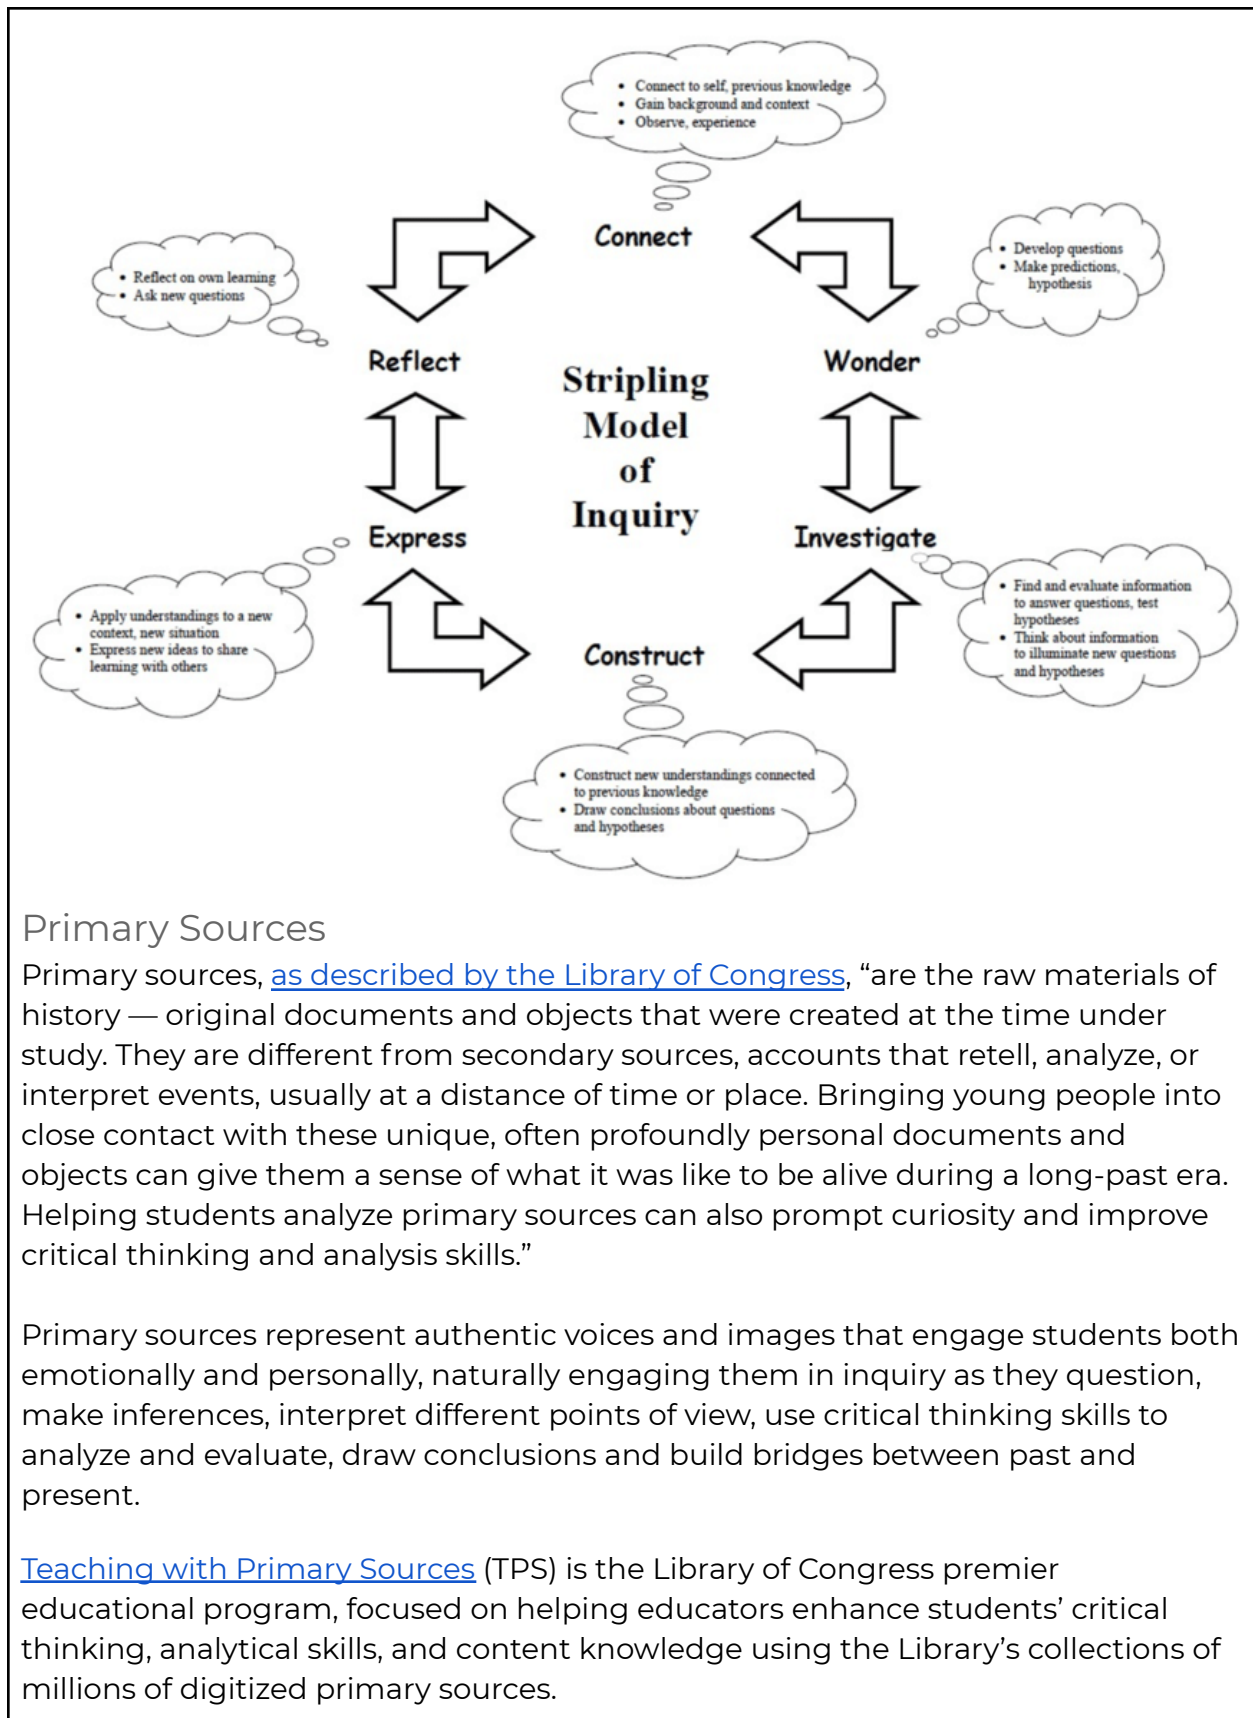 • Connect to self, previous knowledge
• Gain background and context
• Observe, experience
Connect
• Develop questions
• Make predictions,
hypothesis
Wonder
• Reflect on own learning
• Ask new questions
Reflect
Stripling
Model
of
Inquiry
Express
Investigate
• Find and evaluate information
to answer questions, test
hypotheses
• Think about information
to illuminate new questions
and hypotheses
• Apply understandings to a new
context, new situation
• Express new ideas to share
learning with others
Construct
• Construct new understandings connected
to previous knowledge
• Draw conclusions about questions
and hypotheses
Primary Sources
Primary sources, as described by the Library of Congress, “are the raw materials of
history — original documents and objects that were created at the time under
study. They are different from secondary sources, accounts that retell, analyze, or
interpret events, usually at a distance of time or place. Bringing young people into
close contact with these unique, often profoundly personal documents and
objects can give them a sense of what it was like to be alive during a long-past era.
Helping students analyze primary sources can also prompt curiosity and improve
critical thinking and analysis skills.”
Primary sources represent authentic voices and images that engage students both
emotionally and personally, naturally engaging them in inquiry as they question,
make inferences, interpret different points of view, use critical thinking skills to
analyze and evaluate, draw conclusions and build bridges between past and
present.
Teaching with Primary Sources (TPS) is the Library of Congress premier
educational program, focused on helping educators enhance students’ critical
thinking, analytical skills, and content knowledge using the Library’s collections of
millions of digitized primary sources.